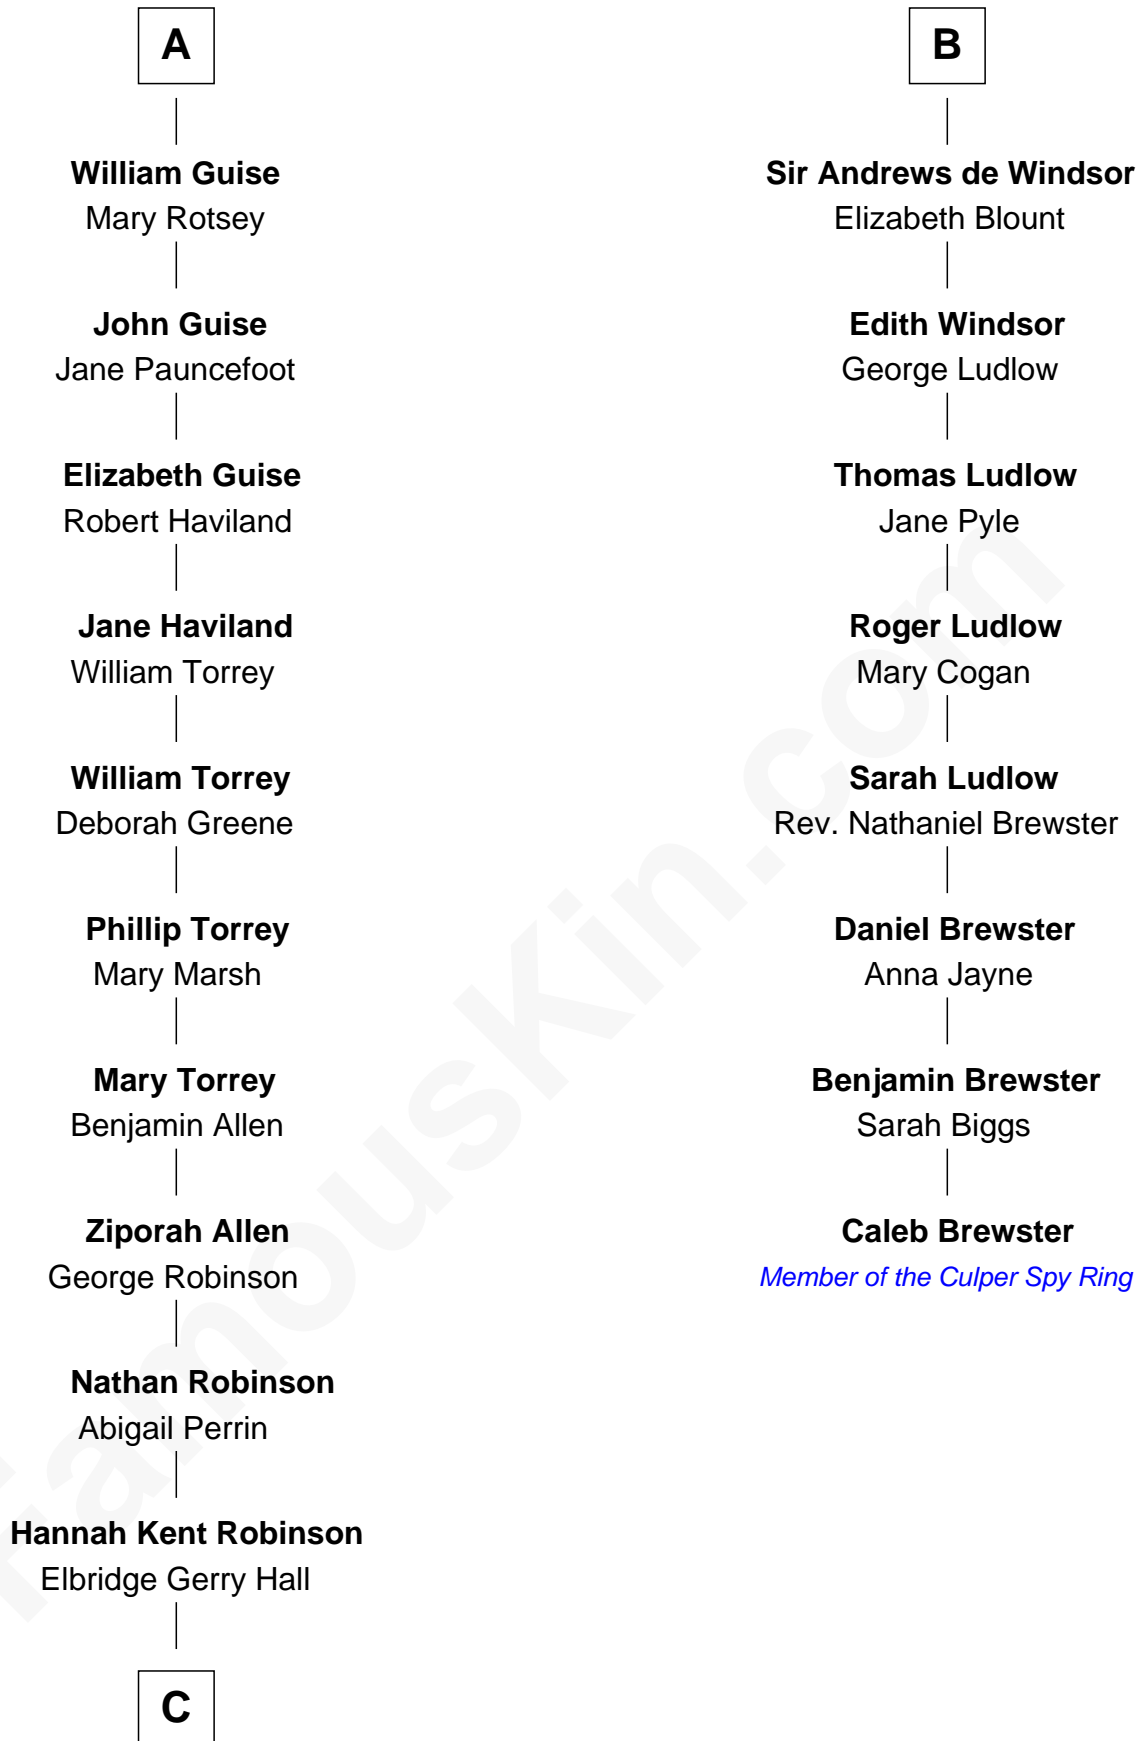 A
William Guise
Mary Rotsey
John Guise
Jane Pauncefoot
Elizabeth Guise
Robert Haviland
Jane Haviland
William Torrey
William Torrey
Deborah Greene
Phillip Torrey
Mary Marsh
Mary Torrey
Benjamin Allen
Ziporah Allen
George Robinson
Nathan Robinson
Abigail Perrin
Hannah Kent Robinson
Elbridge Gerry Hall
C
B
Sir Andrews de Windsor
Elizabeth Blount
Edith Windsor
George Ludlow
Thomas Ludlow
Jane Pyle
Roger Ludlow
Mary Cogan
Sarah Ludlow
Rev. Nathaniel Brewster
Daniel Brewster
Anna Jayne
Benjamin Brewster
Sarah Biggs
Caleb Brewster
Member of the Culper Spy Ring
FamousKin.com